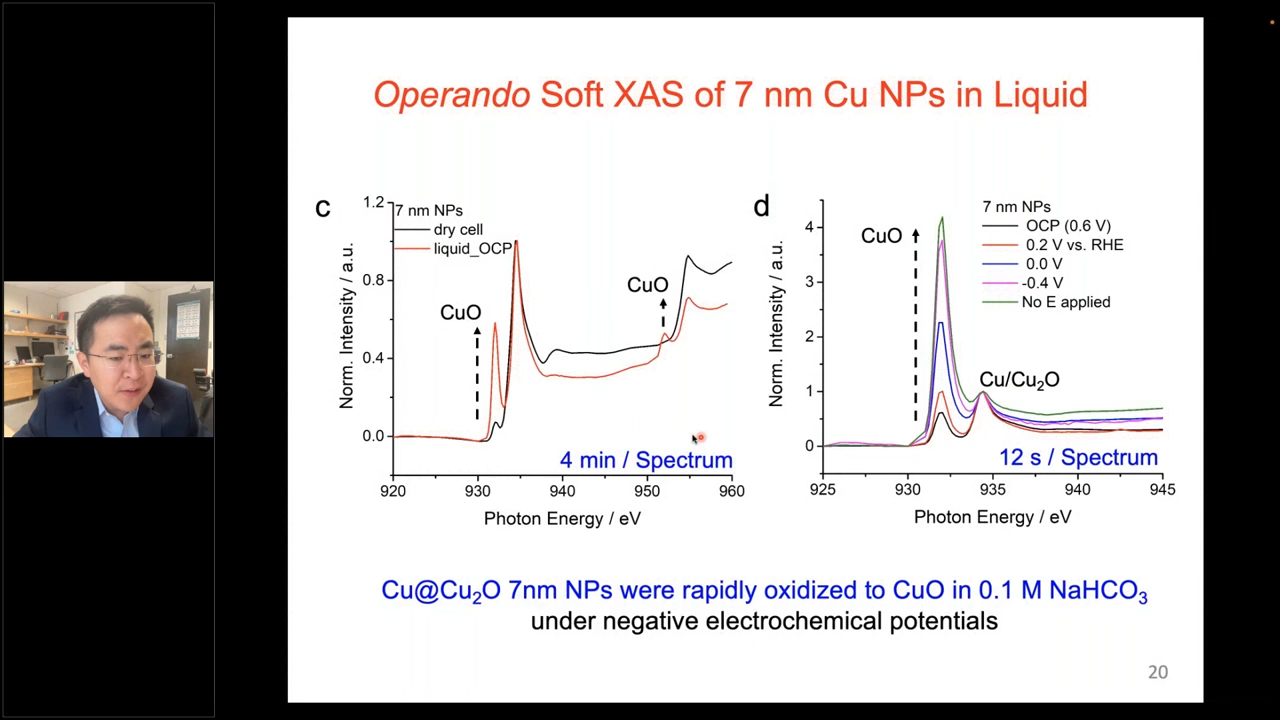 Operando Soft XAS of 7 nm Cu NPs in Liquid
c
7 nm NPs
dry cell
liquid_OCP
CuO
CuO
Norm. Intensity / a.u.
1.2
0.8
0.4
0.0
4 min / Spectrum
920
930
940
950
960
Photon Energy / eV
d
7 nm NPs
OCP (0.6 V)
0.2 V vs. RHE
0.0 V
-0.4 V
No E applied
CuO
Cu/Cu₂O
Norm. Intensity / a.u.
4
3
2
1
0
12 s / Spectrum
925
930
935
940
945
Photon Energy / eV
Cu@Cu₂O 7nm NPs were rapidly oxidized to CuO in 0.1 M NaHCO₃
under negative electrochemical potentials
20